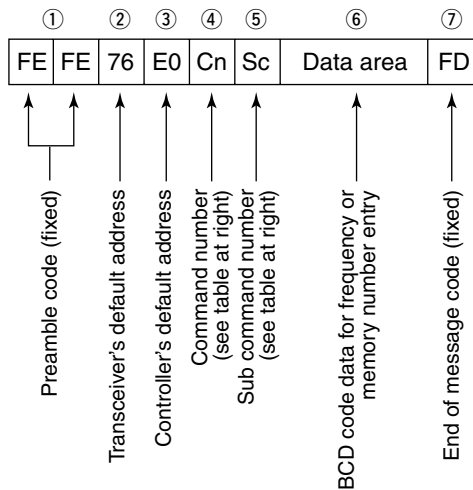 ① ② ③ ④ ⑤ ⑥ ⑦
FE FE 76 E0 Cn Sc Data area FD
Preamble code (fixed)
Transceiver's default address
Controller's default address
Command number
(see table at right)
Sub command number
(see table at right)
BCD code data for frequency or
memory number entry
End of message code (fixed)